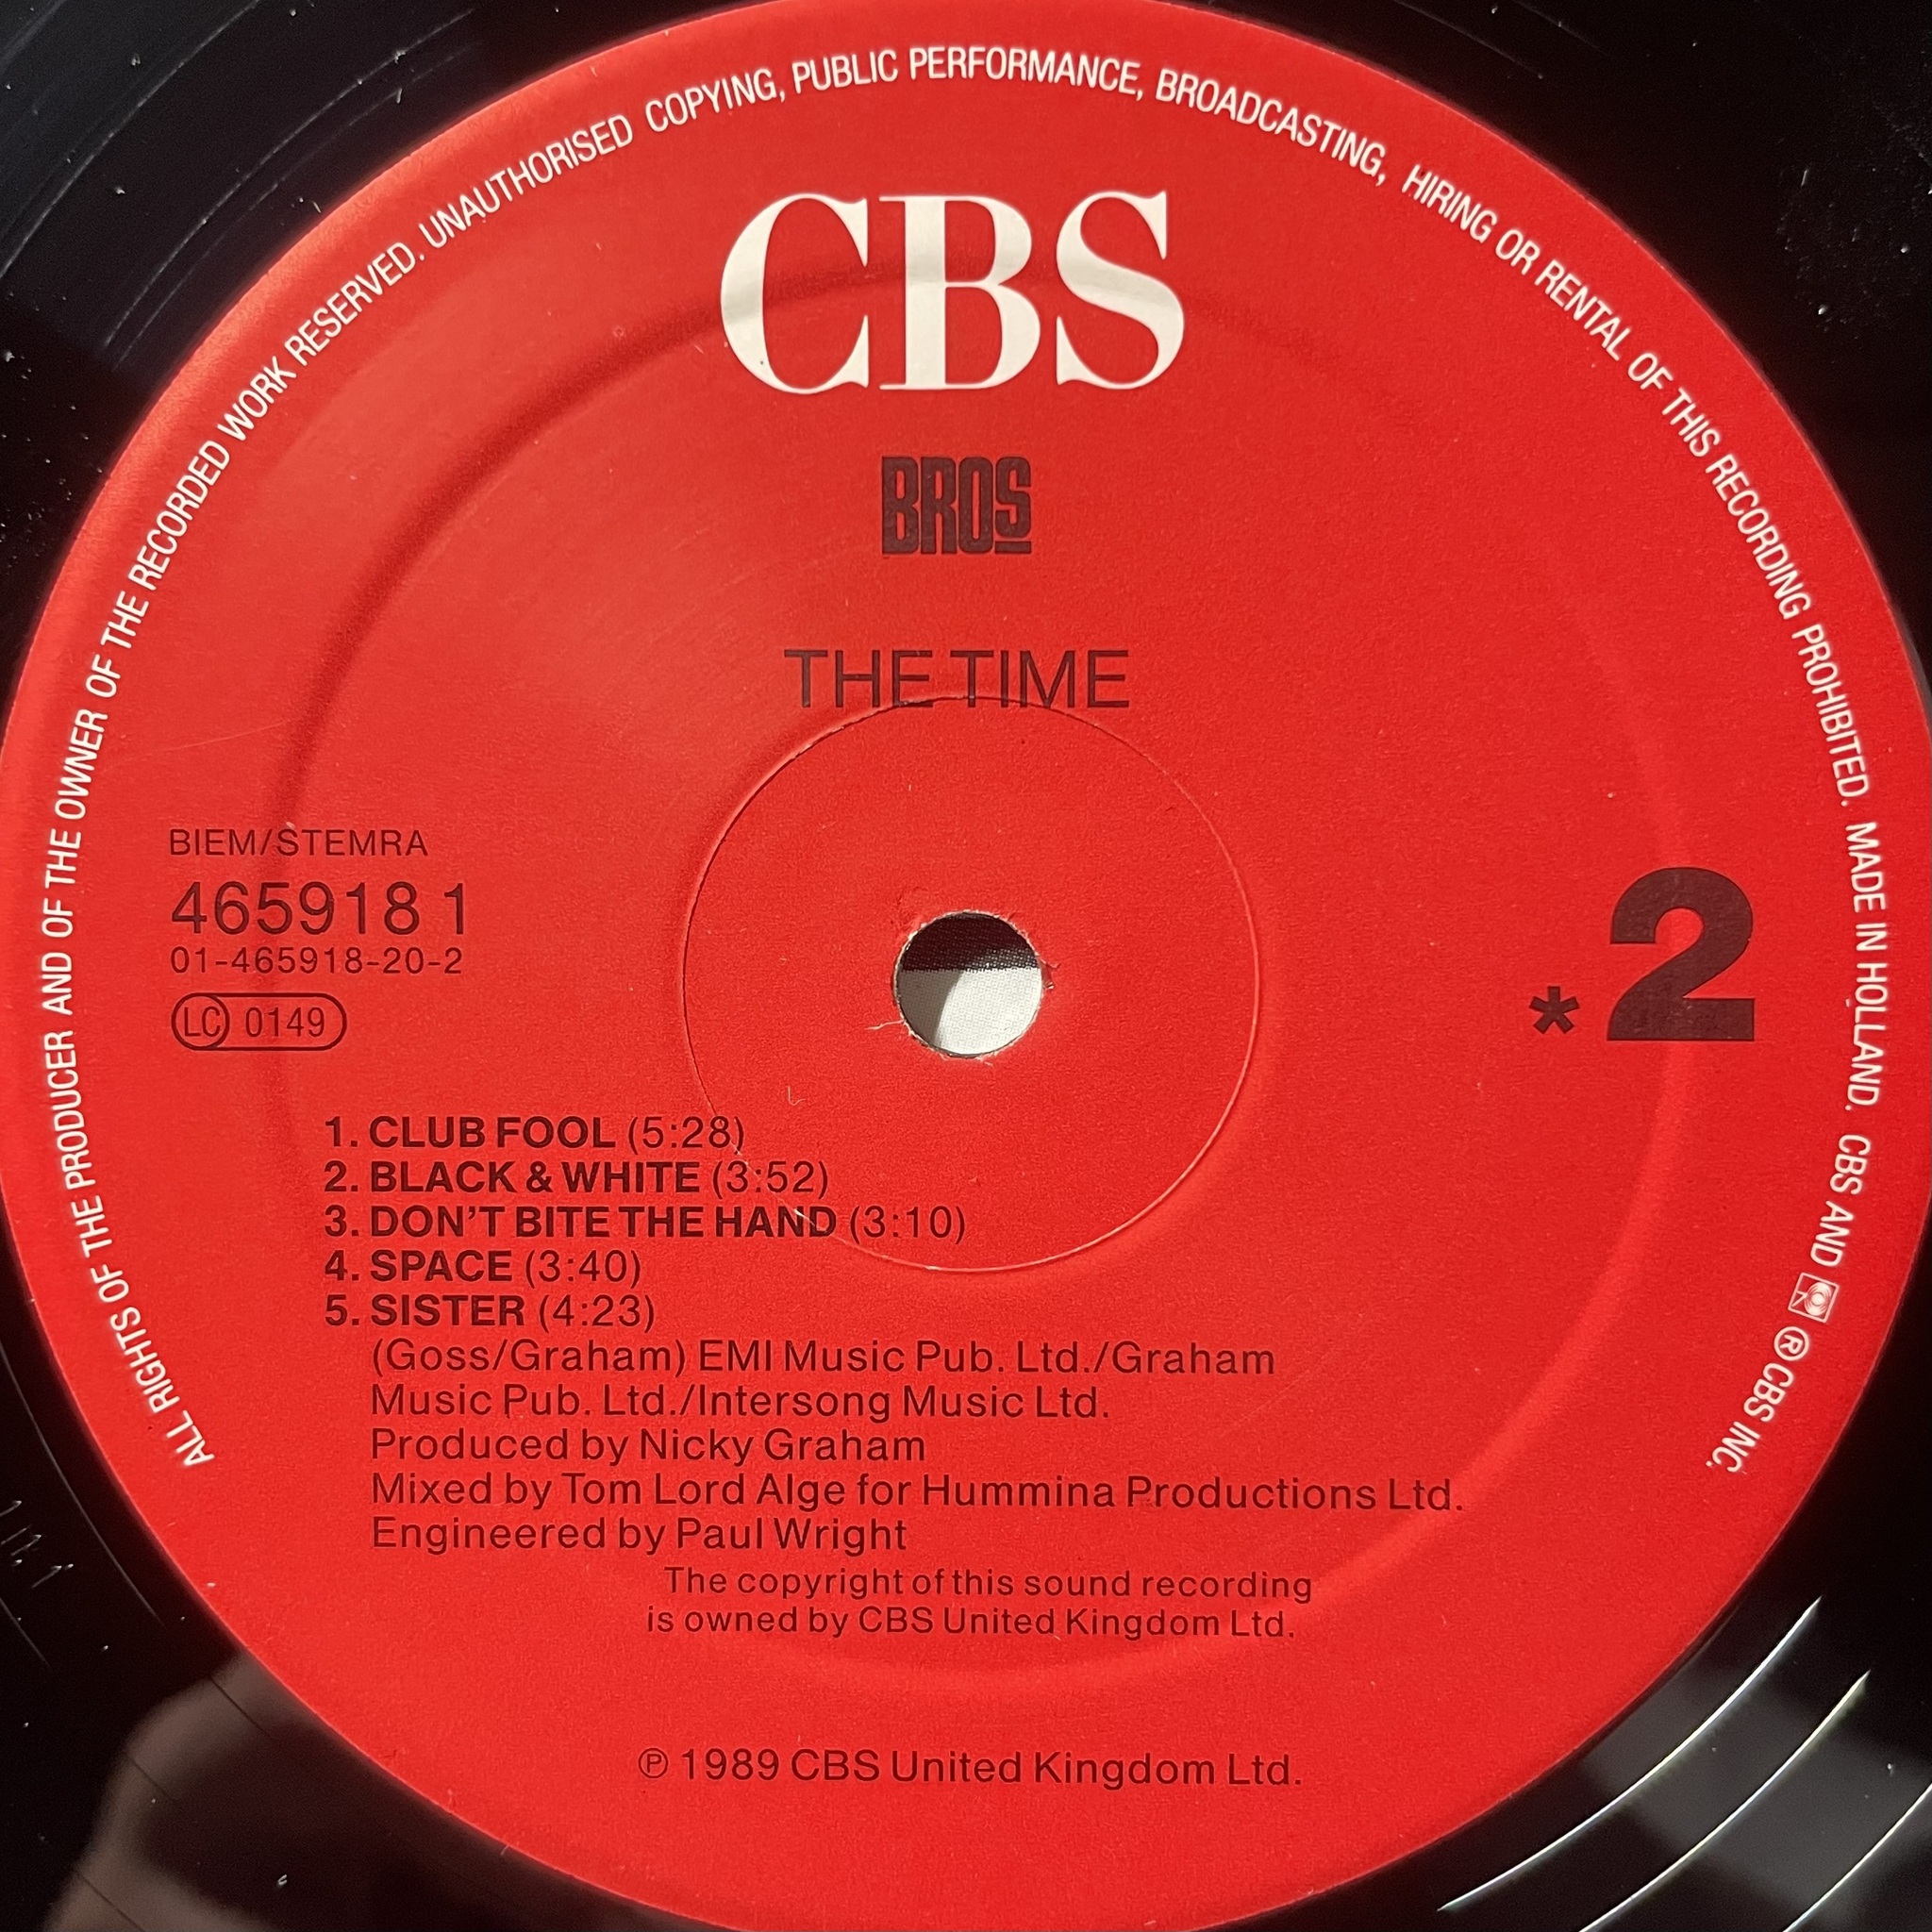 ALL RIGHTS OF THE PRODUCER AND OF THE OWNER OF THE RECORDED WORK RESERVED. UNAUTHORISED COPYING, PUBLIC PERFORMANCE, BROADCASTING, HIRING OR RENTAL OF THIS RECORDING PROHIBITED. MADE IN HOLLAND. CBS AND ® CBS INC.
CBS
BROS
THE TIME
BIEM/STEMRA
465918 1
01-465918-20-2
LC 0149
*2
1. CLUB FOOL (5:28)
2. BLACK & WHITE (3:52)
3. DON'T BITE THE HAND (3:10)
4. SPACE (3:40)
5. SISTER (4:23)
(Goss/Graham) EMI Music Pub. Ltd./Graham
Music Pub. Ltd./Intersong Music Ltd.
Produced by Nicky Graham
Mixed by Tom Lord Alge for Hummina Productions Ltd.
Engineered by Paul Wright
The copyright of this sound recording
is owned by CBS United Kingdom Ltd.
℗ 1989 CBS United Kingdom Ltd.